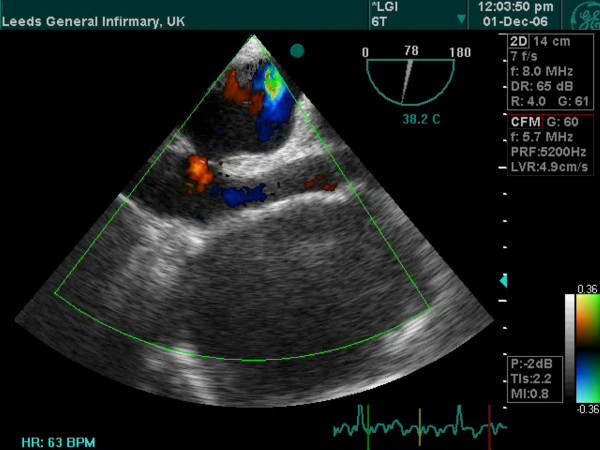 Leeds General Infirmary, UK
*LGI
6T
12:03:50 pm
01-Dec-06
0 78 180
38.2 C
2D 14 cm
7 f/s
f: 8.0 MHz
DR: 65 dB
R: 4.0 G: 61
CFM G: 60
f: 5.7 MHz
PRF:5200Hz
LVR:4.9cm/s
0.36
-0.36
P:-2dB
TIs:2.2
MI:0.8
HR: 63 BPM